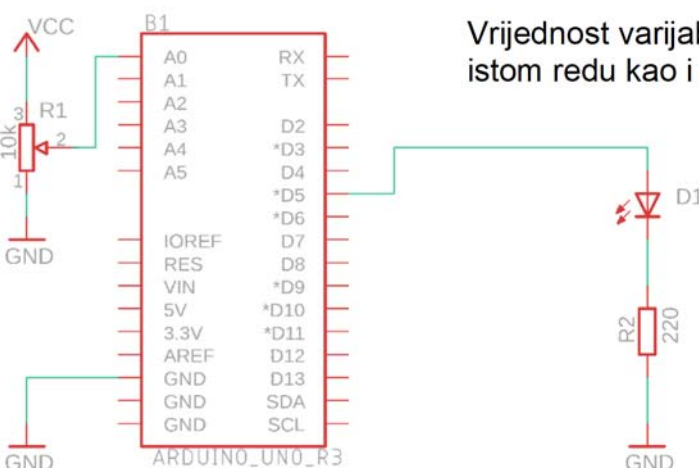 Vrijednost
istom redu kao i
VCC
3
R1
10k
2
1
GND
B1
A0 RX
A1 TX
A2
A3 D2
A4 *D3
A5 D4
*D5
*D6
IOREF D7
RES D8
VIN *D9
5V *D10
3.3V *D11
AREF D12
GND D13
GND SDA
GND SCL
ARDUINO_UNO_R3
GND
D1
R2
220
GND